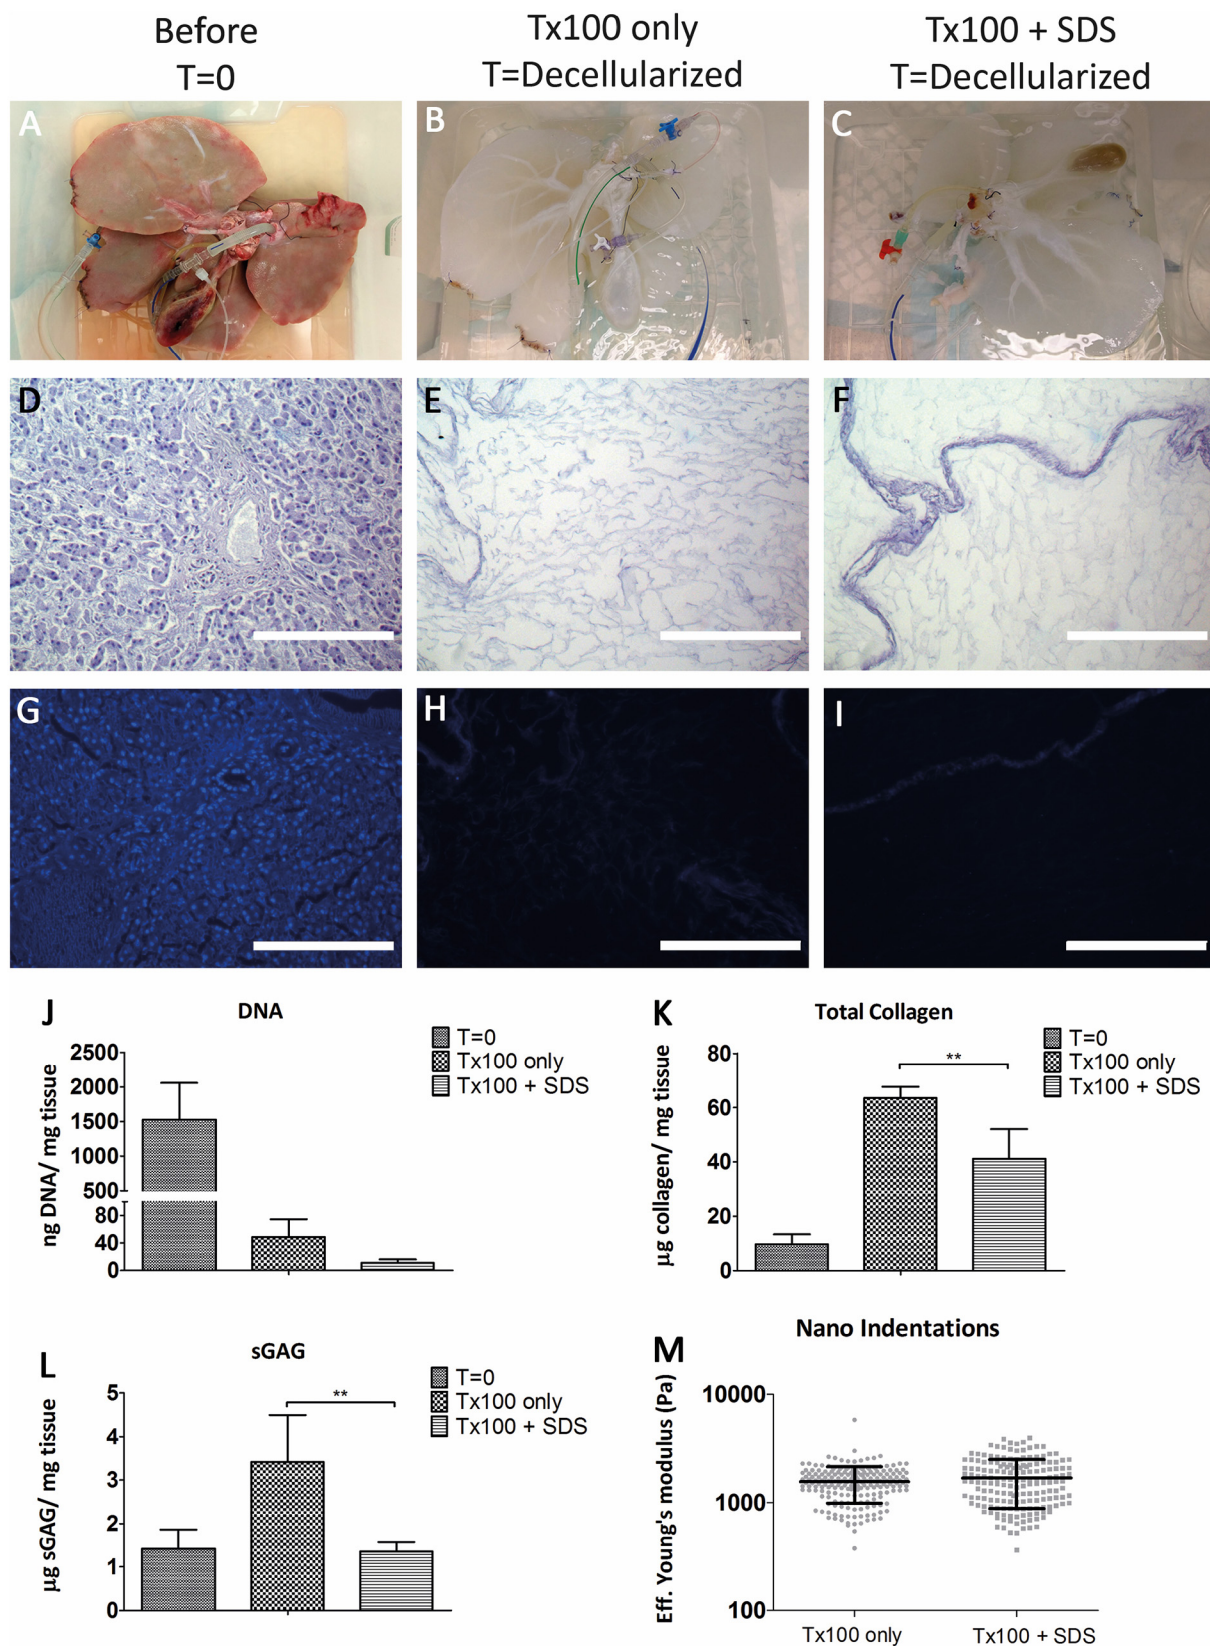 Before
T=0
Tx100 only
T=Decellularized
Tx100 + SDS
T=Decellularized
A
B
C
D
E
F
G
H
I
J
DNA
T=0
Tx100 only
Tx100 + SDS
ng DNA/ mg tissue
2500
2000
1500
1000
500
80
40
0
K
Total Collagen
T=0
Tx100 only
Tx100 + SDS
µg collagen/ mg tissue
80
60
40
20
0
**
L
sGAG
T=0
Tx100 only
Tx100 + SDS
µg sGAG/ mg tissue
5
4
3
2
1
0
**
M
Nano Indentations
Eff. Young's modulus (Pa)
10000
1000
100
Tx100 only
Tx100 + SDS